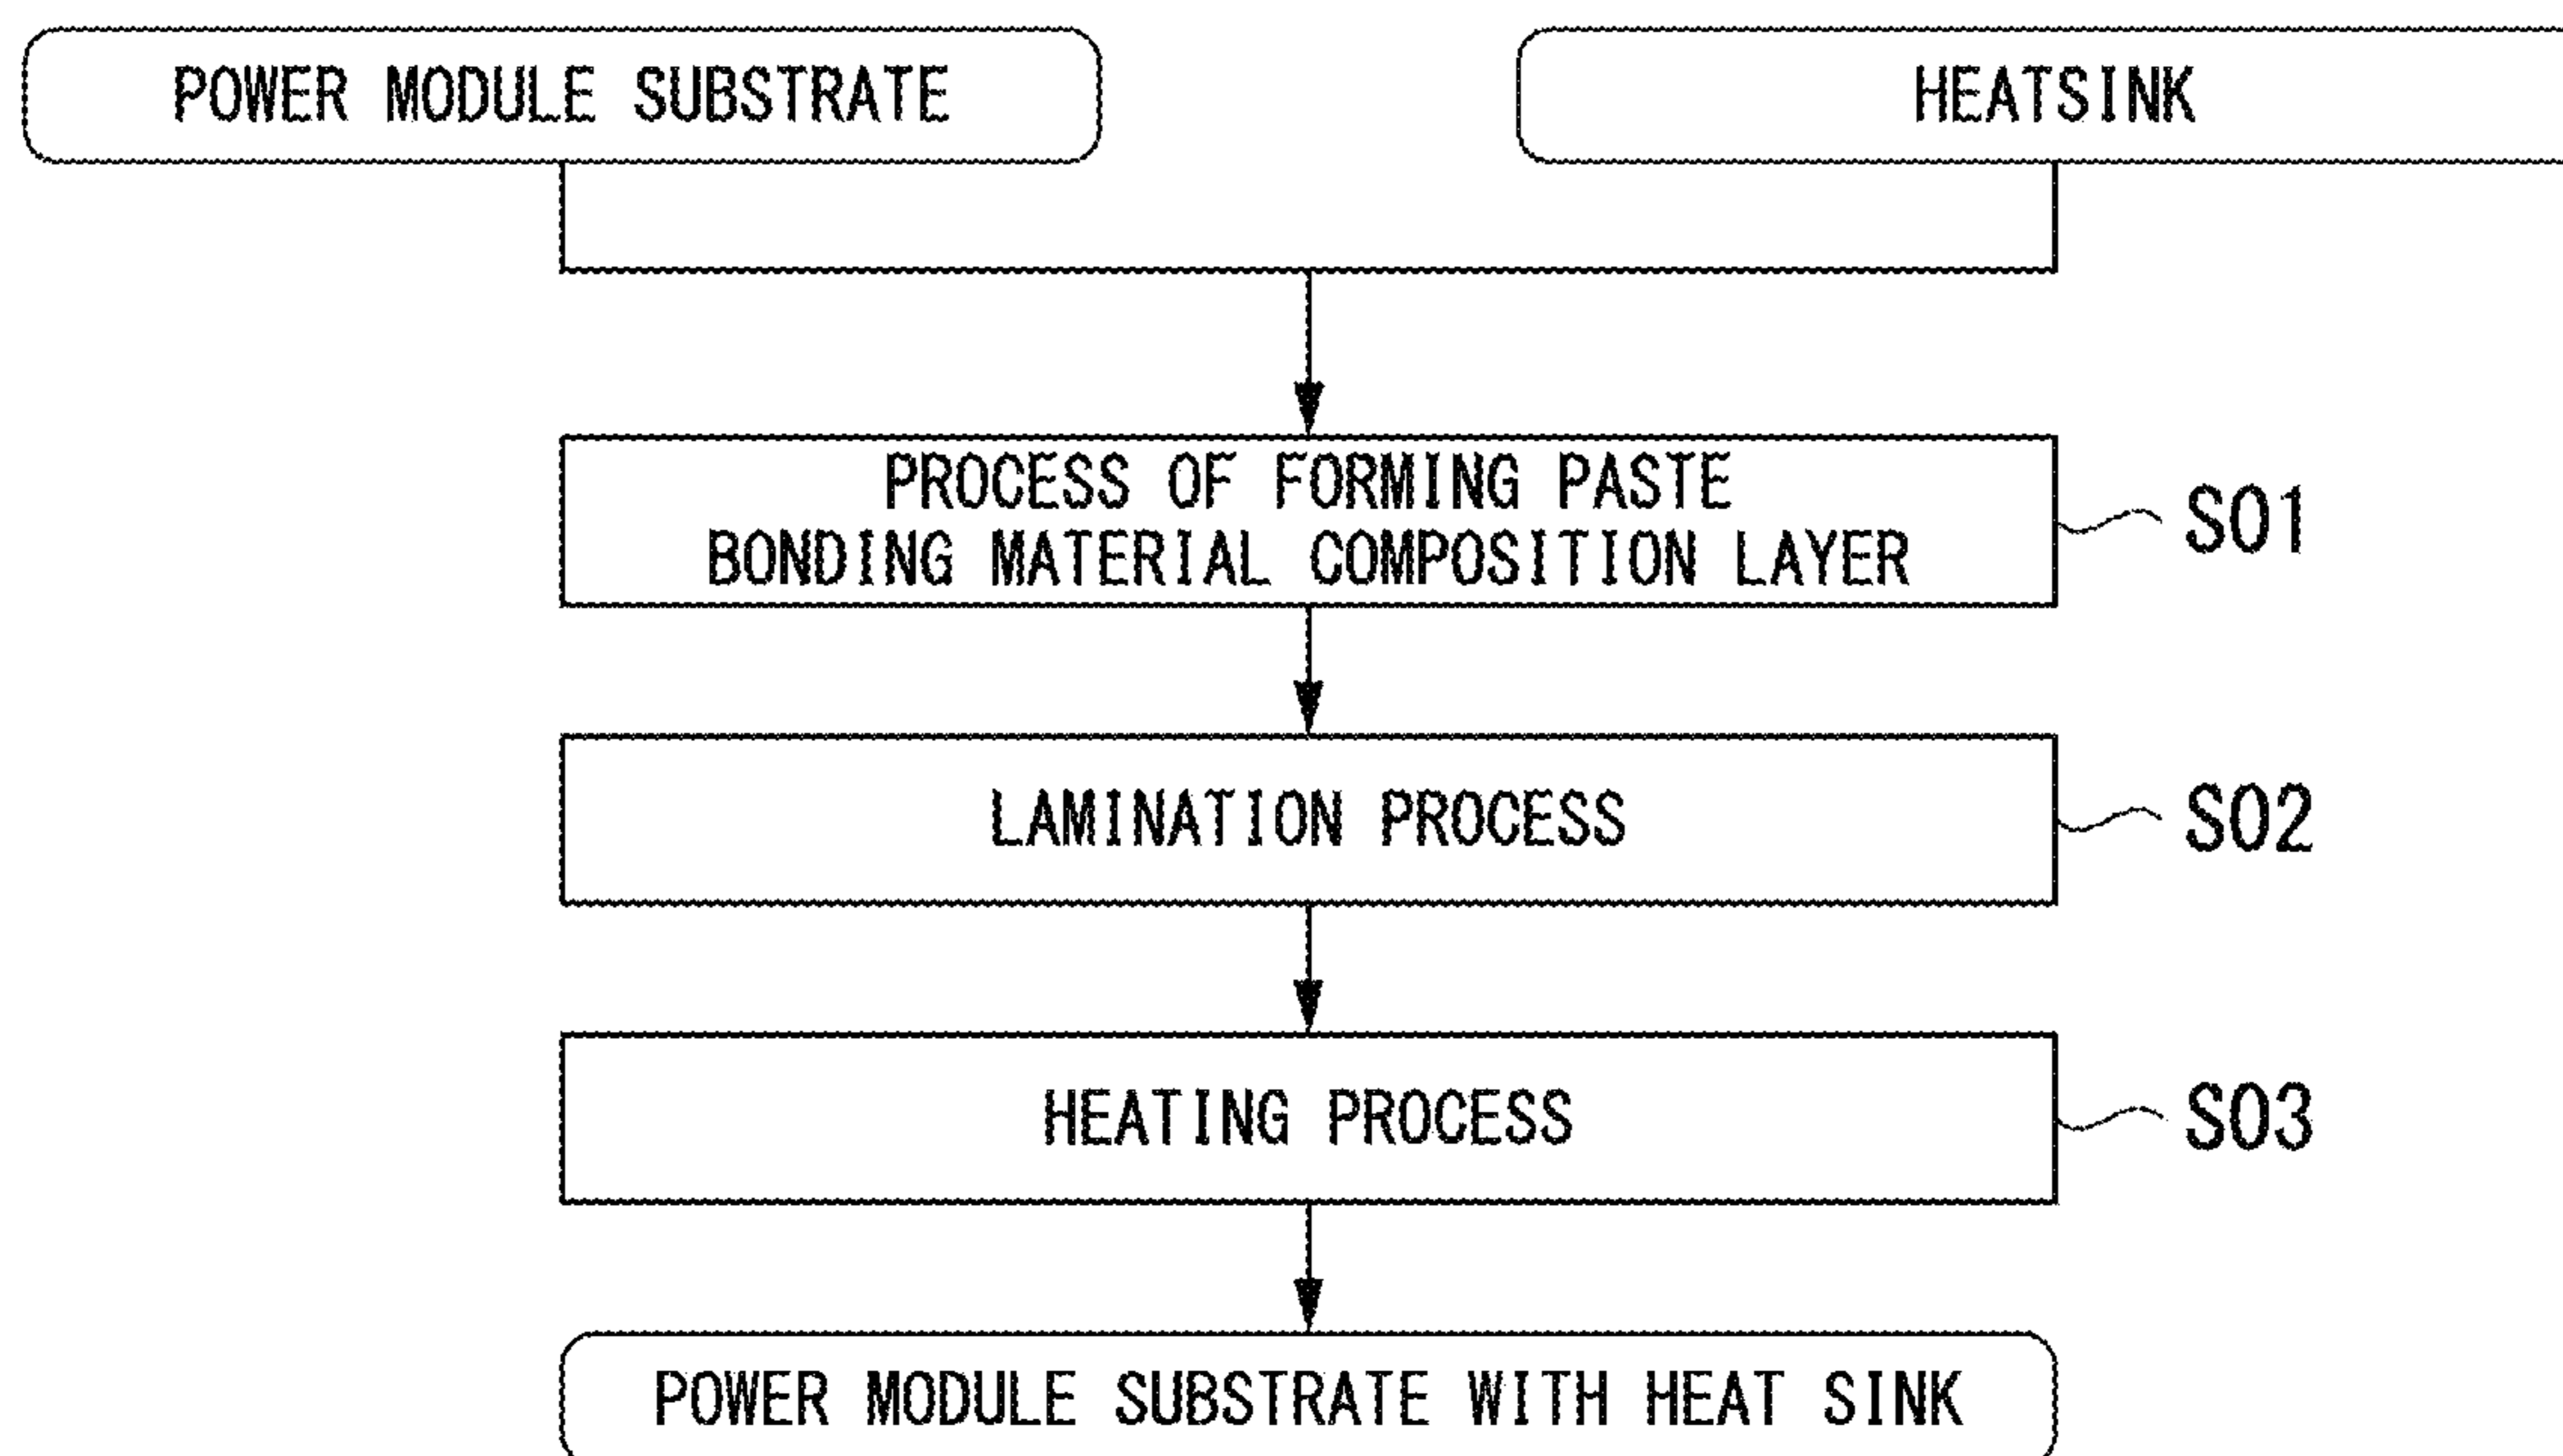 POWER MODULE SUBSTRATE
HEATSINK
PROCESS OF FORMING PASTE
BONDING MATERIAL COMPOSITION LAYER
S01
LAMINATION PROCESS
S02
HEATING PROCESS
S03
POWER MODULE SUBSTRATE WITH HEAT SINK